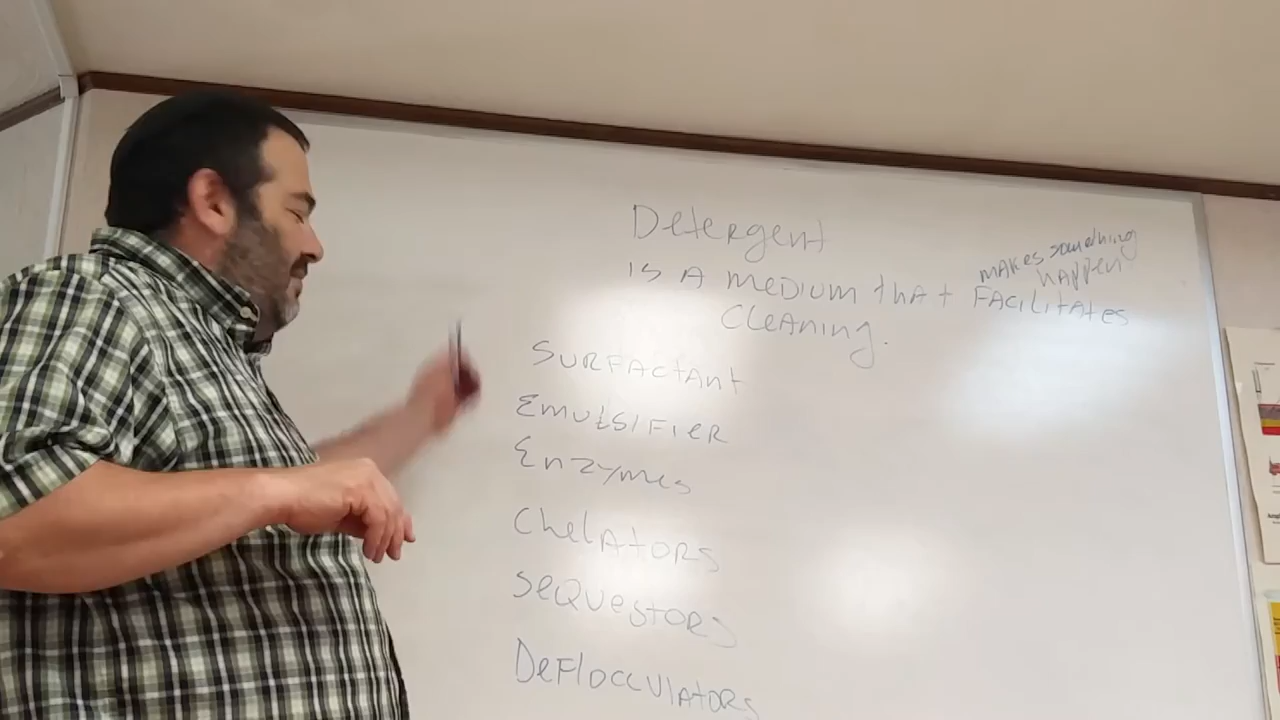 Detergent
makes something
happen
is a medium that Facilitates
Cleaning.
Surfactant
Emulsifier
Enzymes
Chelators
Sequestors
Deflocculators